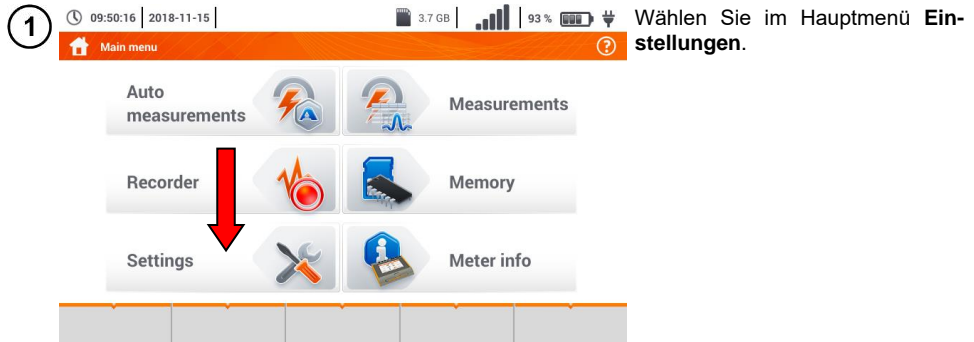 1
09:50:16 2018-11-15 3.7 GB 93 %
Main menu ?
Auto
measurements
Measurements
Recorder
Memory
Settings
Meter info
Wählen Sie im Hauptmenü Ein-
stellungen.